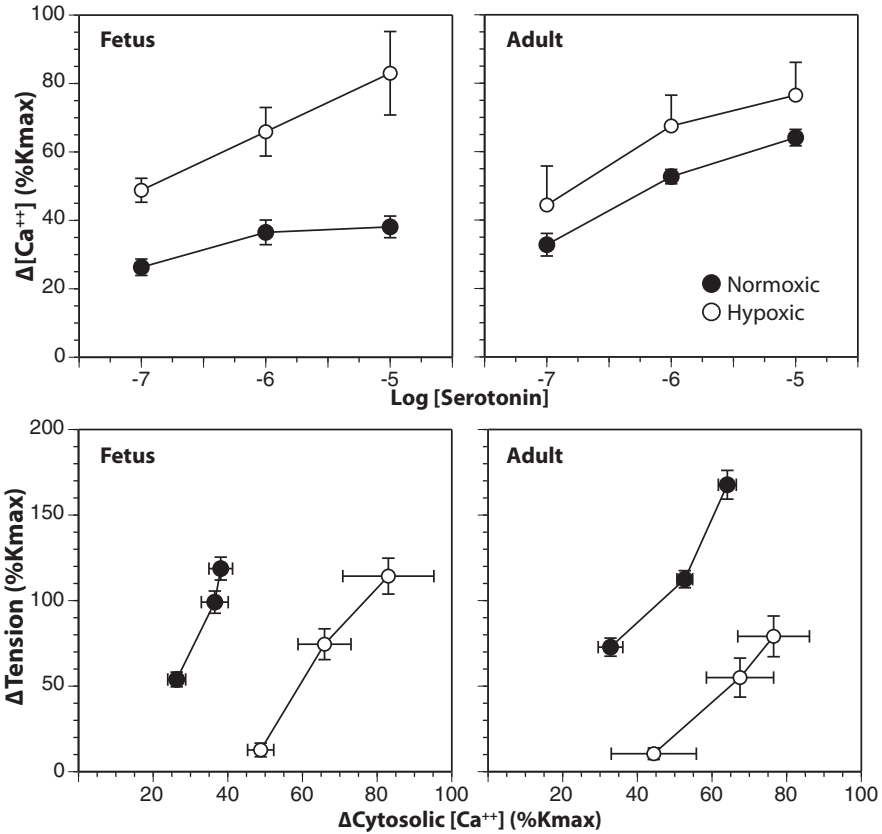 Fetus
Adult
Δ[Ca⁺⁺] (%Kmax)
100
80
60
40
20
0
Normoxic
Hypoxic
-7 -6 -5 -7 -6 -5
Log [Serotonin]
Fetus
Adult
ΔTension (%Kmax)
200
150
100
50
0
20 40 60 80 100 20 40 60 80 100
ΔCytosolic [Ca⁺⁺] (%Kmax)